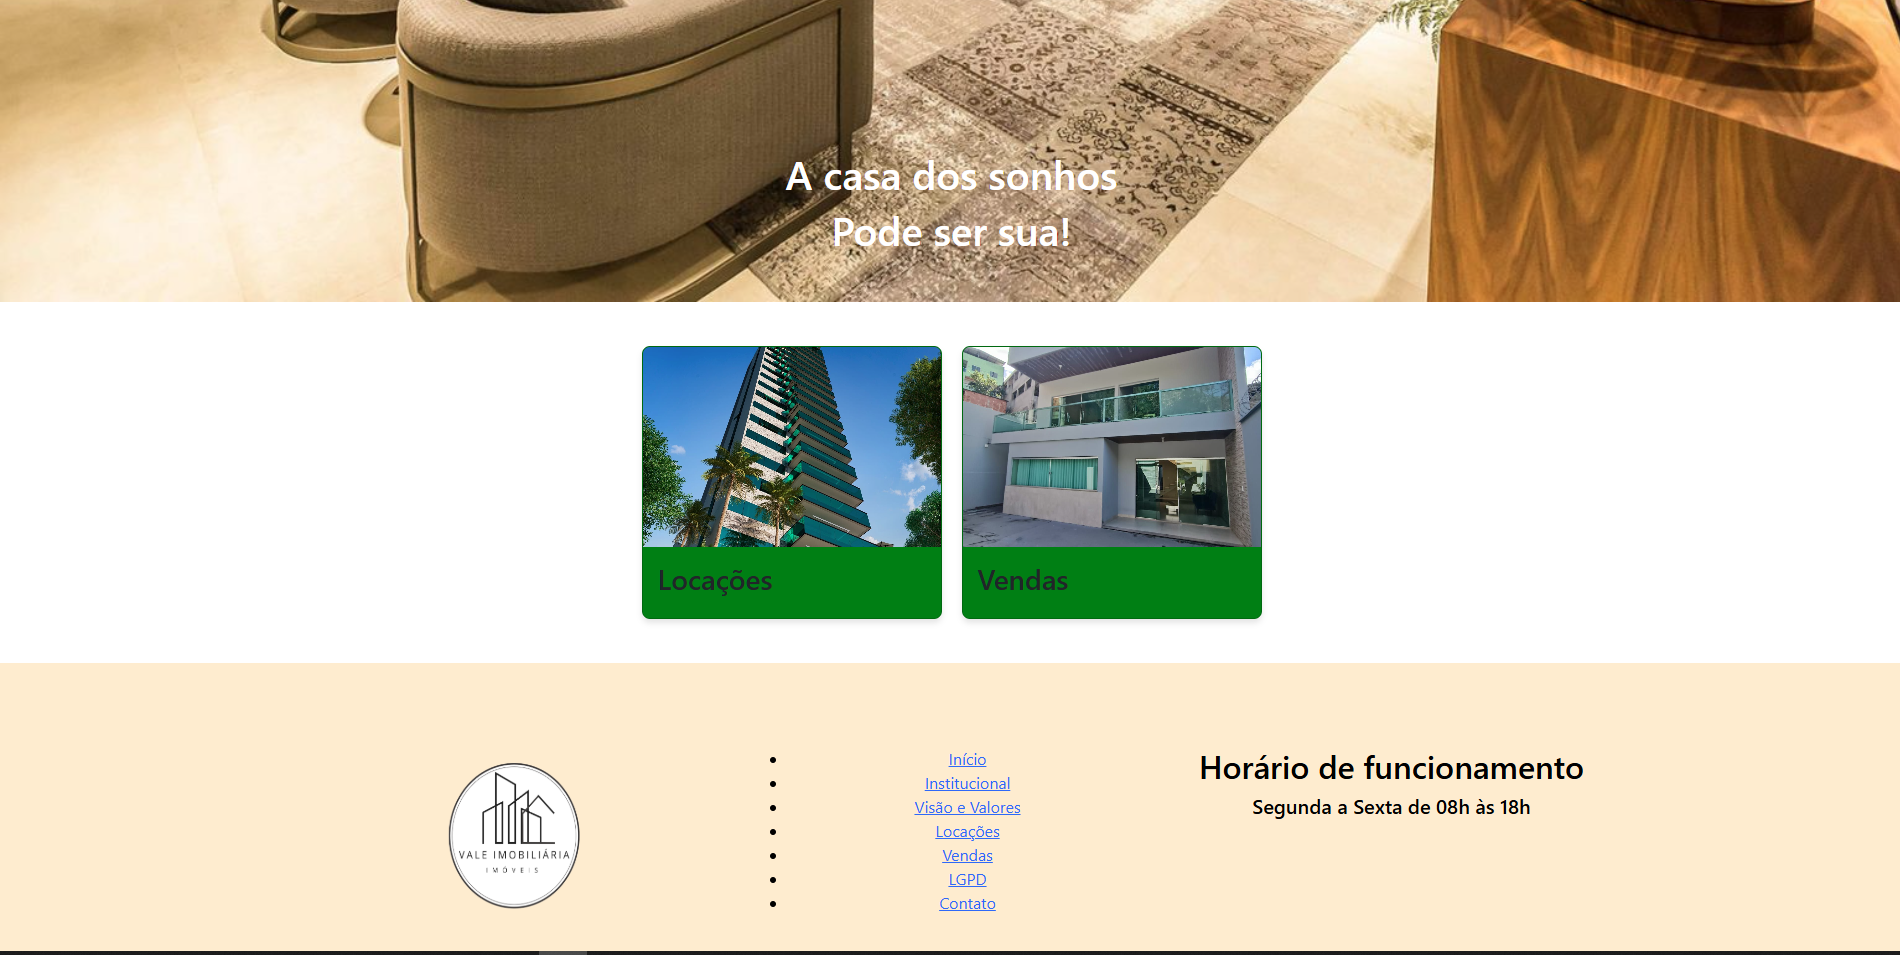 A casa dos sonhos
Pode ser sua!
Locações
Vendas
VALE IMOBILIÁRIA
IMÓVEIS
Início
Institucional
Visão e Valores
Locações
Vendas
LGPD
Contato
Horário de funcionamento
Segunda a Sexta de 08h às 18h